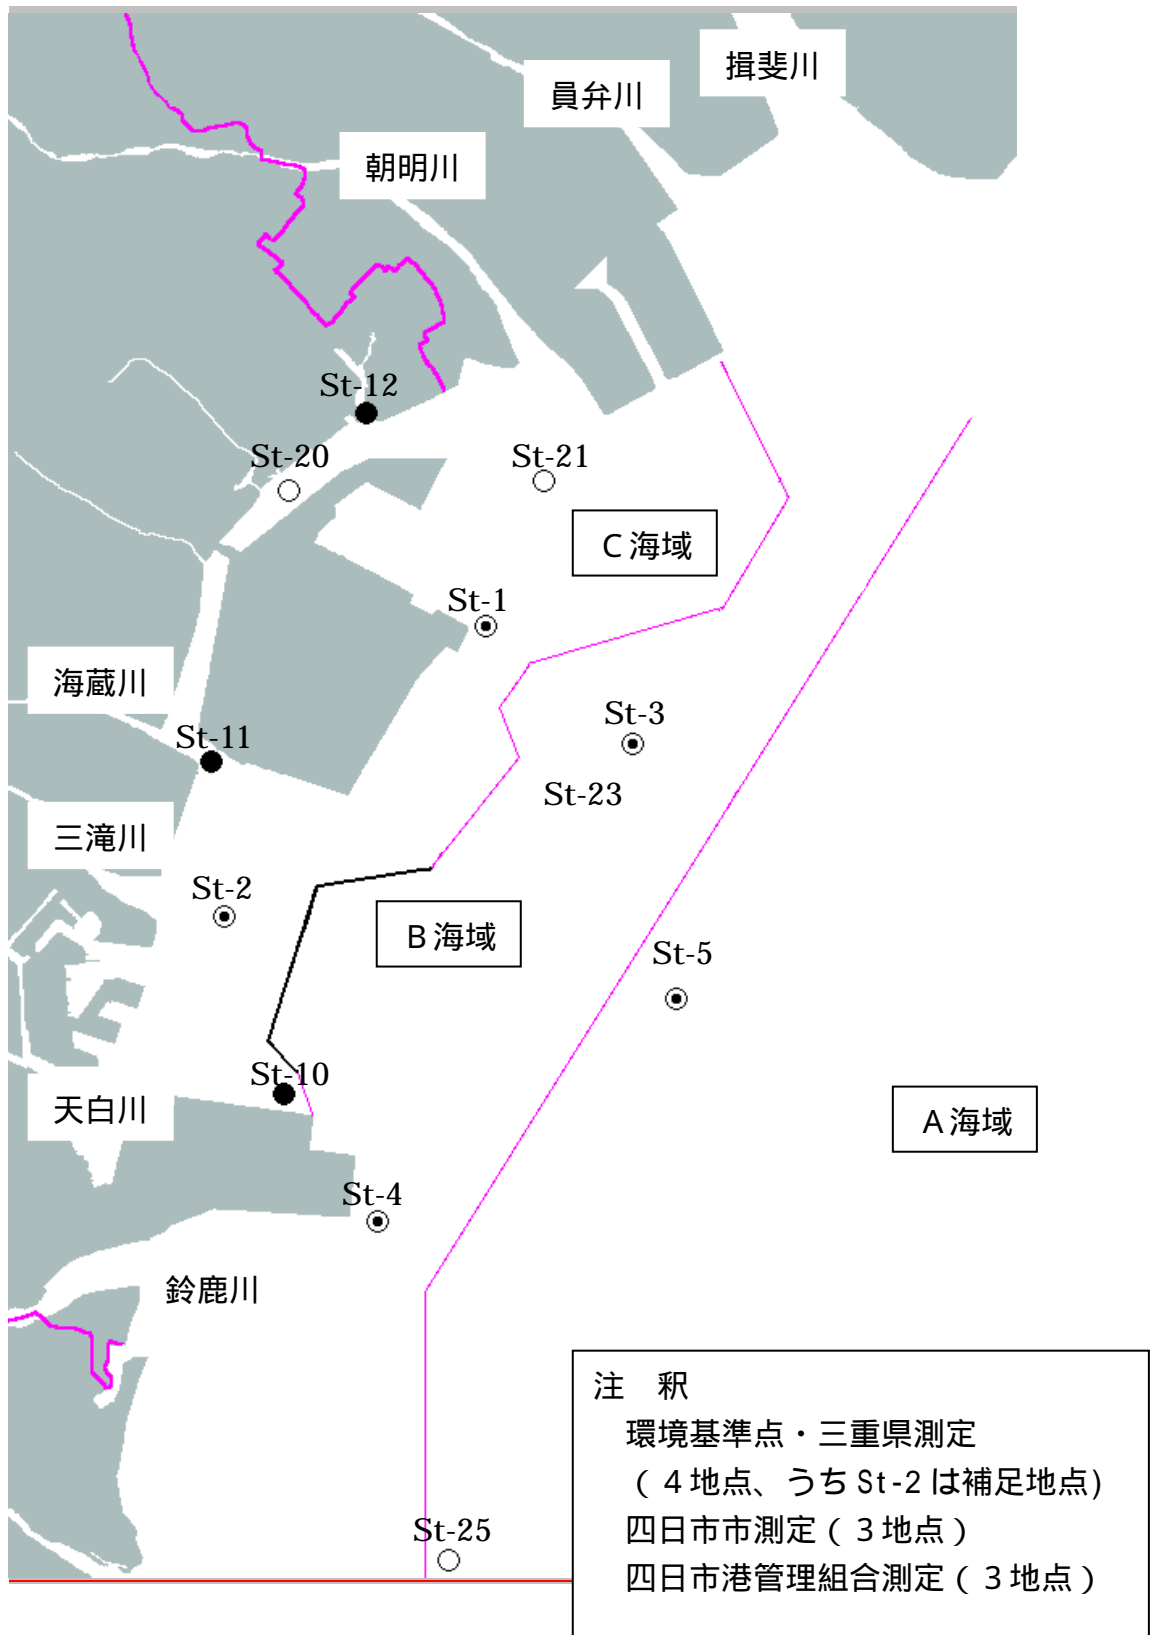 揖斐川
員弁川
朝明川
St-12
St-20
St-21
C海域
St-1
海蔵川
St-3
St-11
St-23
三滝川
St-2
B海域
St-5
St-10
天白川
A海域
St-4
鈴鹿川
注　釈
環境基準点・三重県測定
(４地点、うちSt-2は補足地点)
四日市市測定(３地点)
四日市港管理組合測定(３地点)
St-25